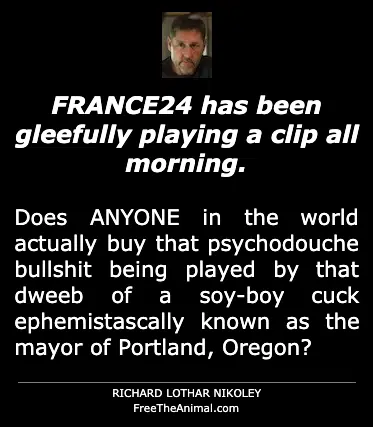 FRANCE24 has been
gleefully playing a clip all
morning.
Does ANYONE in the world
actually buy that psychodouche
bullshit being played by that
dweeb of a soy-boy cuck
ephemistascally known as the
mayor of Portland, Oregon?
RICHARD LOTHAR NIKOLEY
FreeTheAnimal.com